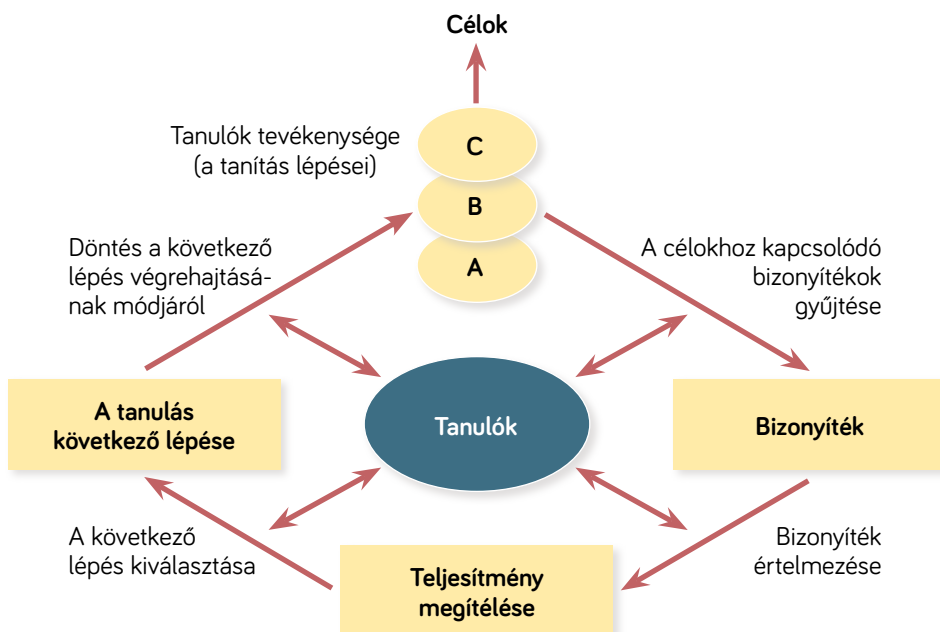 Célok
Tanulók tevékenysége
(a tanítás lépései)
C
B
A
Döntés a következő
lépés végrehajtásá-
nak módjáról
A célokhoz kapcsolódó
bizonyítékok
gyűjtése
A tanulás
következő lépése
Tanulók
Bizonyíték
A következő
lépés kiválasztása
Teljesítmény
megítélése
Bizonyíték
értelmezése